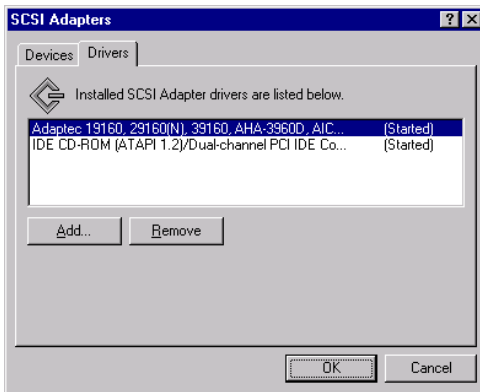 SCSI Adapters
Devices
Drivers
Installed SCSI Adapter drivers are listed below.
Adaptec 19160, 29160(N), 39160, AHA-3960D, AIC... (Started)
IDE CD-ROM (ATAPI 1.2)/Dual-channel PCI IDE Co... (Started)
Add... Remove
OK Cancel